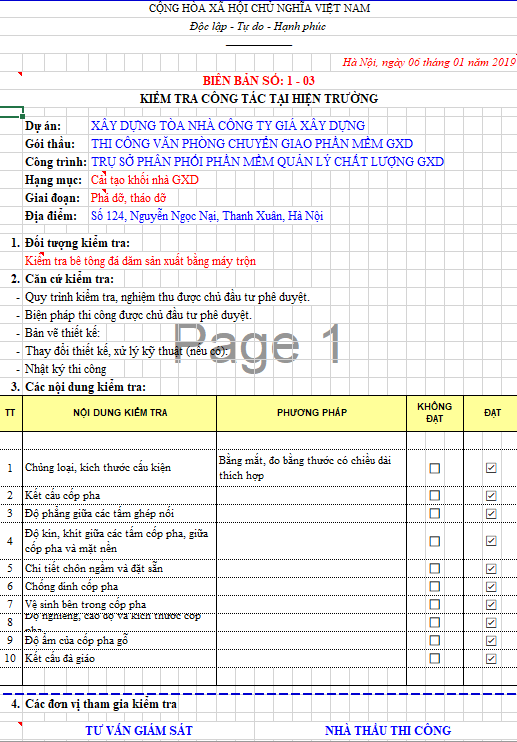 CỘNG HÒA XÃ HỘI CHỦ NGHĨA VIỆT NAM
Độc lập - Tự do - Hạnh phúc
Hà Nội, ngày 06 tháng 01 năm 2019
BIÊN BẢN SỐ: 1 - 03
KIỂM TRA CÔNG TÁC TẠI HIỆN TRƯỜNG
Dự án: XÂY DỰNG TÒA NHÀ CÔNG TY GIÁ XÂY DỰNG
Gói thầu: THI CÔNG VĂN PHÒNG CHUYỂN GIAO PHẦN MỀM GXD
Công trình: TRỤ SỞ PHÂN PHỐI PHẦN MỀM QUẢN LÝ CHẤT LƯỢNG GXD
Hạng mục: Cải tạo khối nhà GXD
Giai đoạn: Phá dỡ, tháo dỡ
Địa điểm: Số 124, Nguyễn Ngọc Nại, Thanh Xuân, Hà Nội
1. Đối tượng kiểm tra:
Kiểm tra bê tông đá dăm sản xuất bằng máy trộn
2. Căn cứ kiểm tra:
- Quy trình kiểm tra, nghiệm thu được chủ đầu tư phê duyệt.
- Biện pháp thi công được chủ đầu tư phê duyệt.
- Bản vẽ thiết kế:
- Thay đổi thiết kế, xử lý kỹ thuật (nếu có):
- Nhật ký thi công
Page 1
3. Các nội dung kiểm tra:
TT NỘI DUNG KIỂM TRA PHƯƠNG PHÁP KHÔNG ĐẠT ĐẠT
1 Chủng loại, kích thước cấu kiện Bằng mắt, đo bằng thước có chiều dài thích hợp
2 Kết cấu cốp pha
3 Độ phẳng giữa các tấm ghép nối
4 Độ kín, khít giữa các tấm cốp pha, giữa cốp pha và mặt nền
5 Chi tiết chôn ngầm và đặt sẵn
6 Chống dính cốp pha
7 Vệ sinh bên trong cốp pha
8 Độ nghiêng, cao độ và kích thước cốp pha
9 Độ ẩm của cốp pha gỗ
10 Kết cấu đà giáo
4. Các đơn vị tham gia kiểm tra
TƯ VẤN GIÁM SÁT NHÀ THẦU THI CÔNG